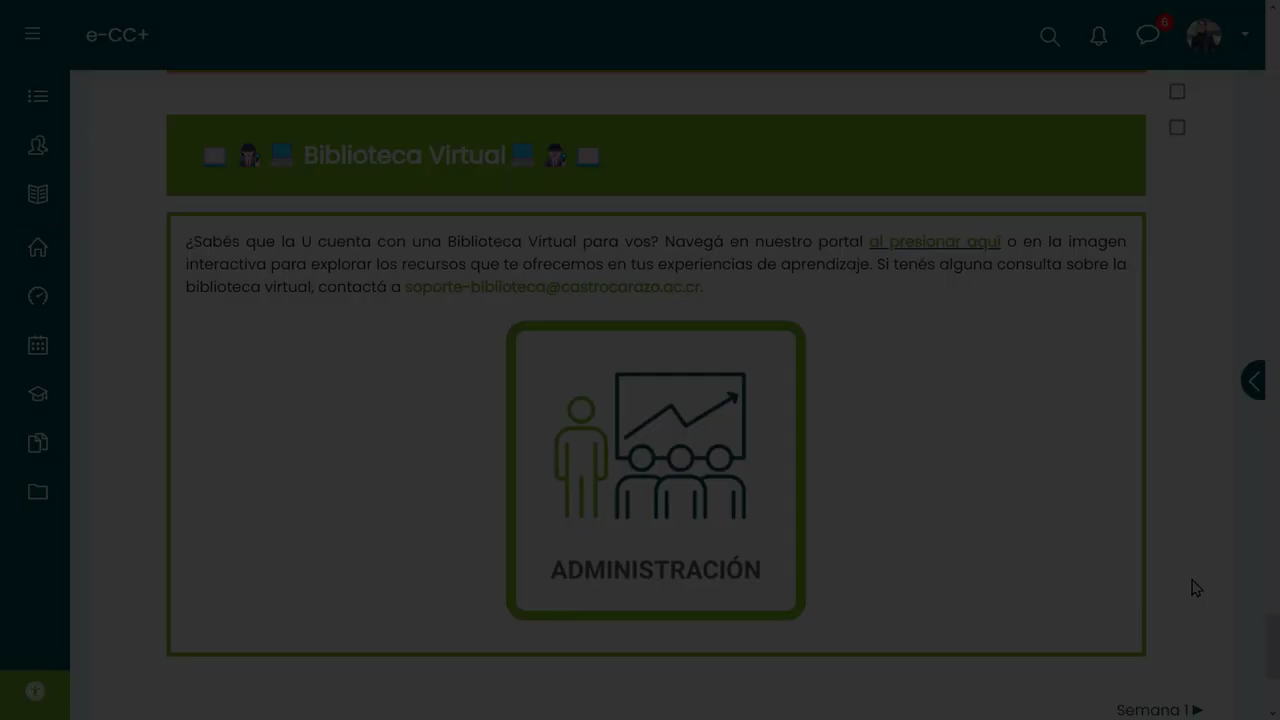 e-CC+
6
Biblioteca Virtual
¿Sabés que la U cuenta con una Biblioteca Virtual para vos? Navegá en nuestro portal al presionar aquí o en la imagen
interactiva para explorar los recursos que te ofrecemos en tus experiencias de aprendizaje. Si tenés alguna consulta sobre la
biblioteca virtual, contactá a soporte-biblioteca@castrocarazo.ac.cr.
ADMINISTRACIÓN
Semana 1